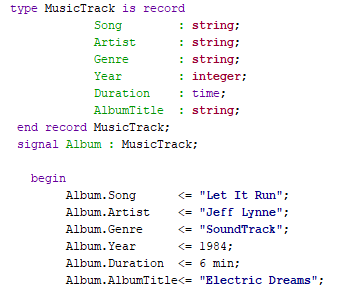 type MusicTrack is record
Song : string;
Artist : string;
Genre : string;
Year : integer;
Duration : time;
AlbumTitle : string;
end record MusicTrack;
signal Album : MusicTrack;
begin
Album.Song <= "Let It Run";
Album.Artist <= "Jeff Lynne";
Album.Genre <= "SoundTrack";
Album.Year <= 1984;
Album.Duration <= 6 min;
Album.AlbumTitle<= "Electric Dreams";